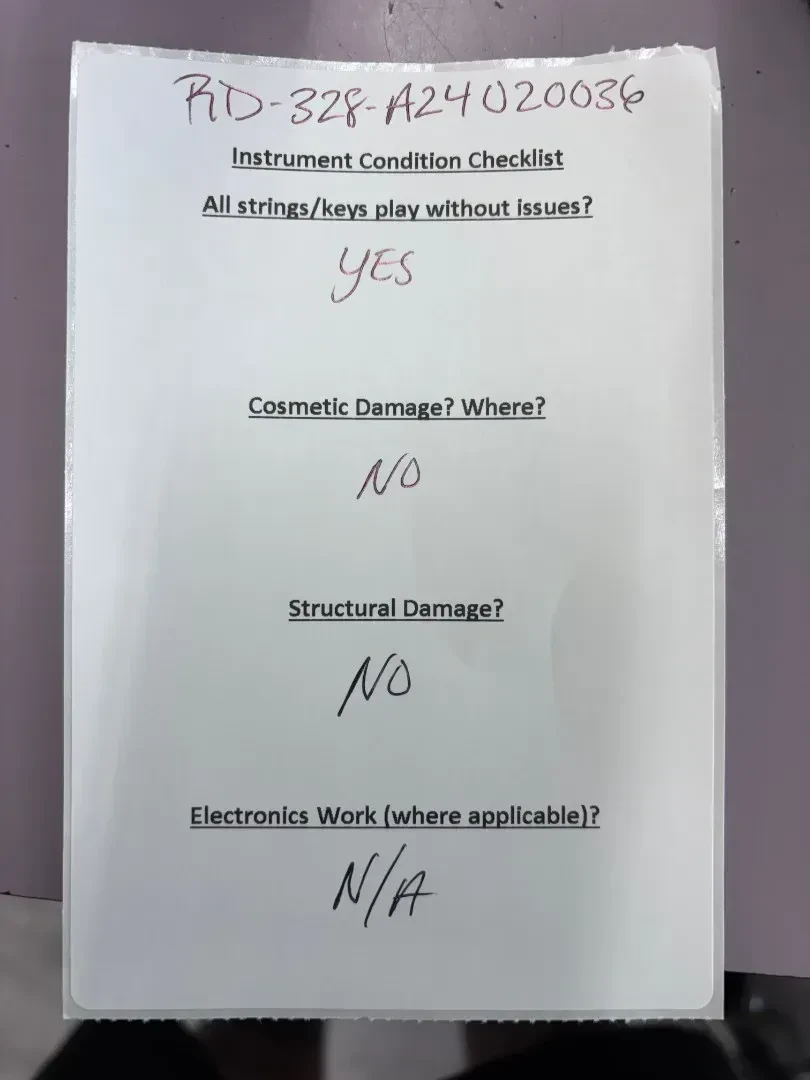 RD-328-A24020036
Instrument Condition Checklist
All strings/keys play without issues?
YES
Cosmetic Damage? Where?
NO
Structural Damage?
NO
Electronics Work (where applicable)?
N/A